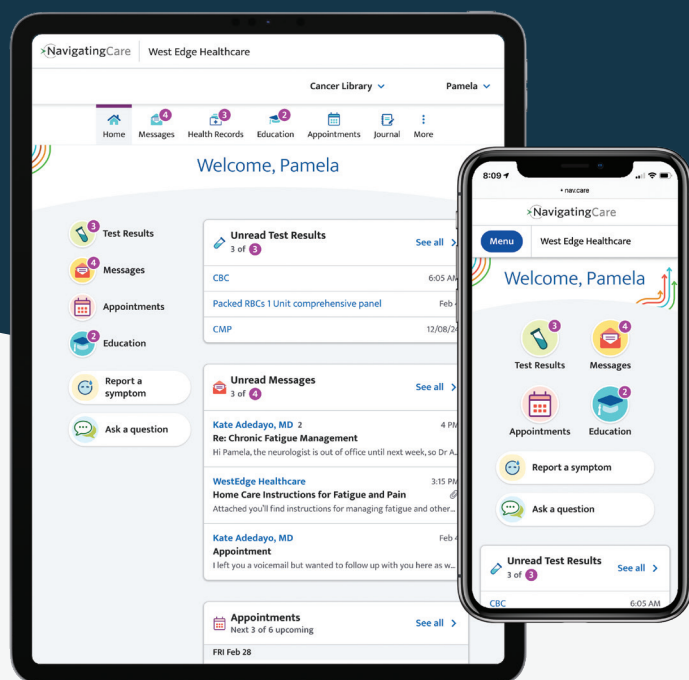 NavigatingCare West Edge Healthcare
Cancer Library Pamela
4 3 2
Home Messages Health Records Education Appointments Journal More
Welcome, Pamela
3
Test Results
4
Messages
Appointments
2
Education
Report a
symptom
Ask a question
Unread Test Results
3 of 3
See all
CBC 6:05 AM
Packed RBCs 1 Unit comprehensive panel Feb
CMP 12/08/24
Unread Messages
3 of 4
See all
Kate Adedayo, MD 2 4 PM
Re: Chronic Fatigue Management
Hi Pamela, the neurologist is out of office until next week, so Dr A...
WestEdge Healthcare 3:15 PM
Home Care Instructions for Fatigue and Pain
Attached you'll find instructions for managing fatigue and other...
Kate Adedayo, MD Feb
Appointment
I left you a voicemail but wanted to follow up with you here as w...
Appointments
Next 3 of 6 upcoming
See all
FRI Feb 28
8:09
nav.care
NavigatingCare
Menu West Edge Healthcare
Welcome, Pamela
3 4
Test Results Messages
2
Appointments Education
Report a symptom
Ask a question
Unread Test Results
3 of 3
See all
CBC 6:05 AM